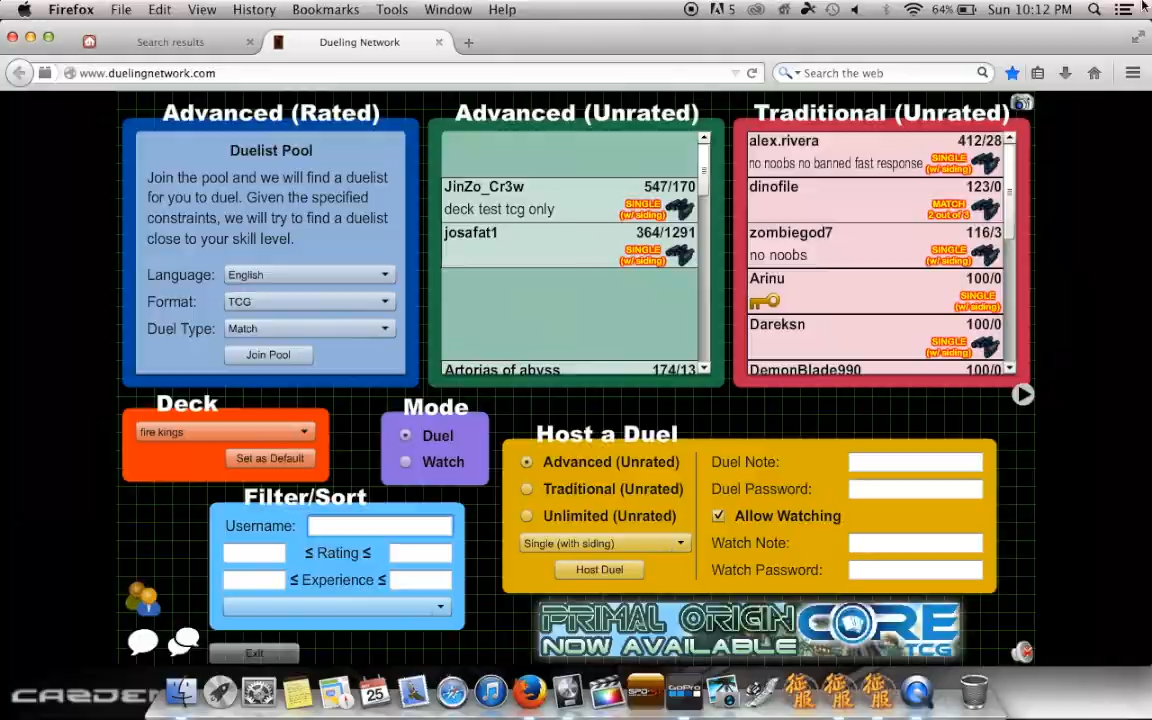 Firefox File Edit View History Bookmarks Tools Window Help 5 64% Sun 10:12 PM
Search results Dueling Network
www.duelingnetwork.com Search the web
Advanced (Rated) Advanced (Unrated) Traditional (Unrated)
Duelist Pool
Join the pool and we will find a duelist
for you to duel. Given the specified
constraints, we will try to find a duelist
close to your skill level.
Language: English
Format: TCG
Duel Type: Match
Join Pool
JinZo_Cr3w 547/170
deck test tcg only SINGLE (w/ siding)
josafat1 364/1291
SINGLE (w/ siding)
Artorias of abyss 174/13
alex.rivera 412/28
no noobs no banned fast response SINGLE (w/ siding)
dinofile 123/0
MATCH 2 out of 3
zombiegod7 116/3
no noobs SINGLE (w/ siding)
Arinu 100/0
SINGLE (w/ siding)
Dareksn 100/0
SINGLE (w/ siding)
DemonBlade990 100/0
Deck
fire kings
Set as Default
Mode
Duel
Watch
Filter/Sort
Username:
≤ Rating ≤
≤ Experience ≤
Host a Duel
Advanced (Unrated)
Traditional (Unrated)
Unlimited (Unrated)
Single (with siding)
Host Duel
Duel Note:
Duel Password:
Allow Watching
Watch Note:
Watch Password:
Exit
PRIMAL ORIGIN
NOW AVAILABLE
CORE
TCG
25
GoPro
征服 征服 征服